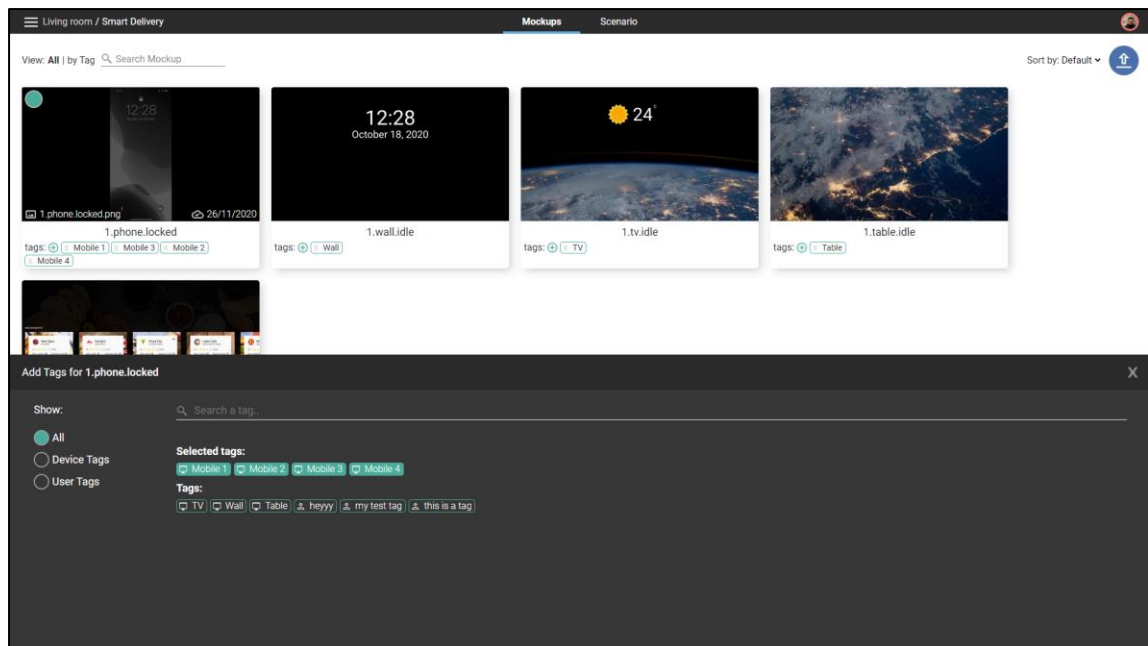 Living room / Smart Delivery
Mockups
Scenario
View: All | by Tag
Search Mockup
Sort by: Default
12:28
1.phone.locked.png
26/11/2020
1.phone.locked
tags: x Mobile 1 x Mobile 3 x Mobile 2
x Mobile 4
12:28
October 18, 2020
1.wall.idle
tags: x Wall
24°
1.tv.idle
tags: x TV
1.table.idle
tags: x Table
Add Tags for 1.phone.locked
X
Show:
All
Device Tags
User Tags
Search a tag..
Selected tags:
Mobile 1 Mobile 2 Mobile 3 Mobile 4
Tags:
TV Wall Table heyyy my test tag this is a tag